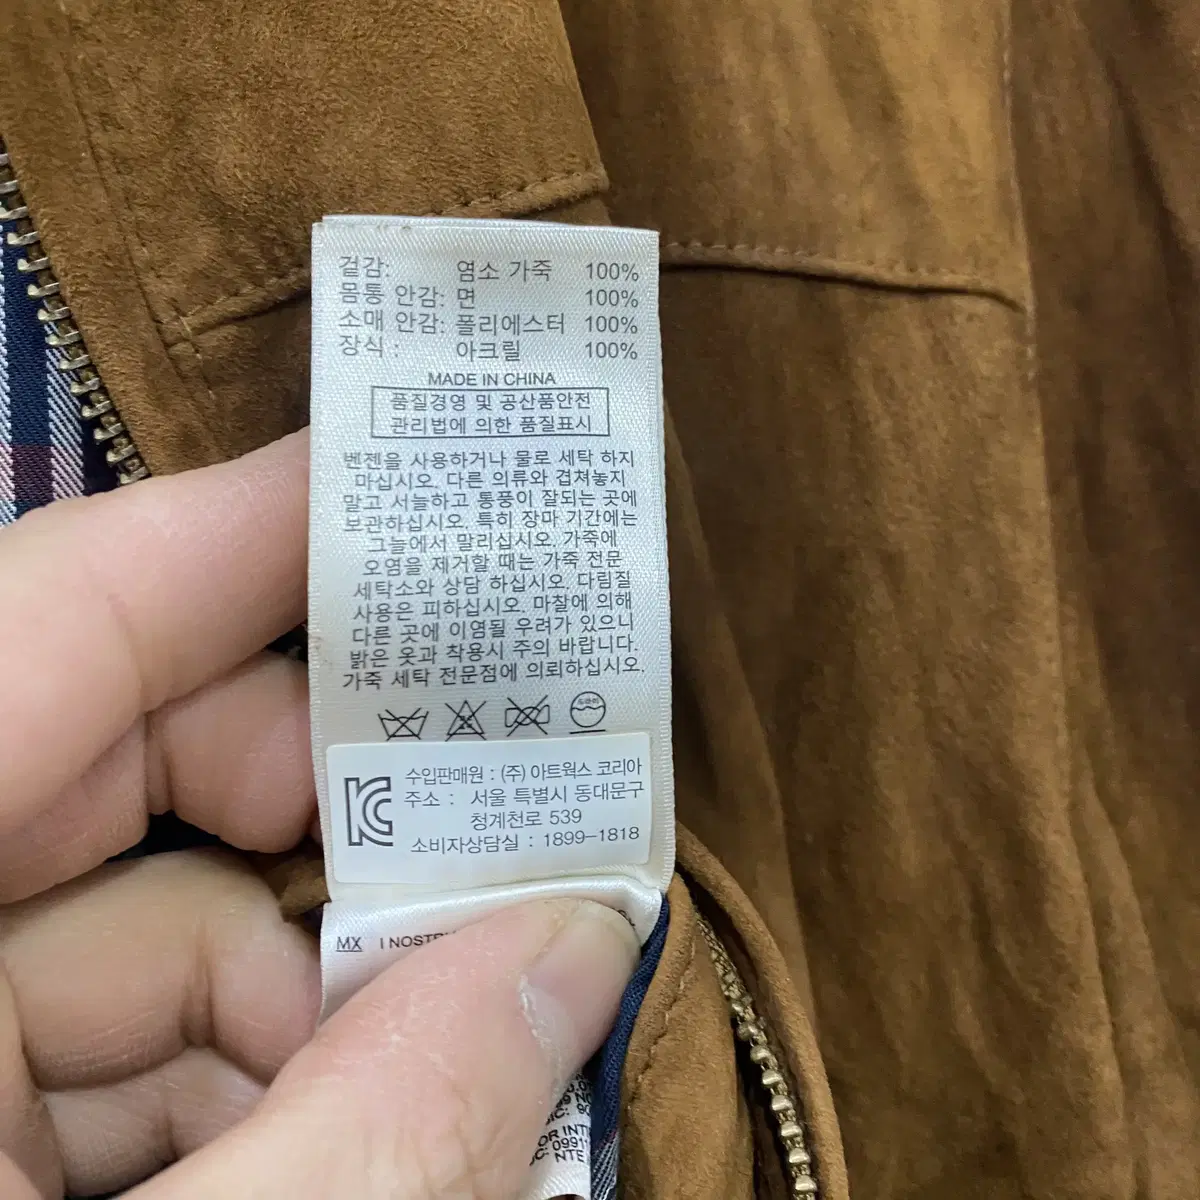 겉감: 염소 가죽 100%
몸통 안감: 면 100%
소매 안감: 폴리에스터 100%
장식 : 아크릴 100%
MADE IN CHINA
품질경영 및 공산품안전
관리법에 의한 품질표시
벤젠을 사용하거나 물로 세탁 하지
마십시오. 다른 의류와 겹쳐놓지
말고 서늘하고 통풍이 잘되는 곳에
보관하십시오. 특히 장마 기간에는
그늘에서 말리십시오. 가죽에
오염을 제거할 때는 가죽 전문
세탁소와 상담 하십시오. 다림질
사용은 피하십시오. 마찰에 의해
다른 곳에 이염될 우려가 있으니
밝은 옷과 착용시 주의 바랍니다.
가죽 세탁 전문점에 의뢰하십시오.
드라이
KC
수입판매원 : (주) 아트웍스 코리아
주소 : 서울 특별시 동대문구
청계천로 539
소비자상담실 : 1899-1818
MX I NOSTR
OR INT
: 0991
NTE